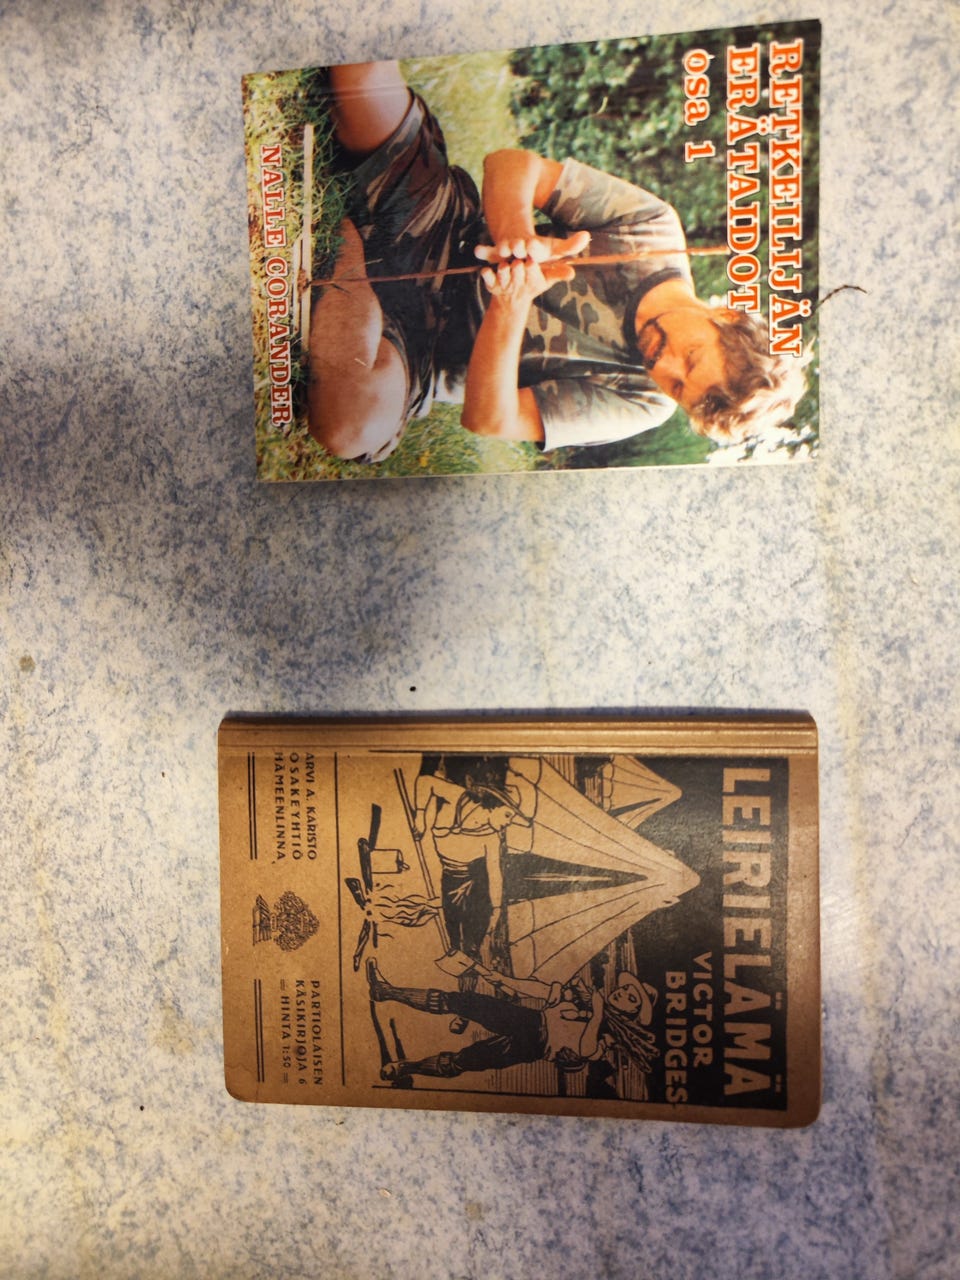 RETKEILIJÄN
ERÄTAIDOT
osa 1
NALLE CORANDER
LEIRIELÄMÄ
VICTOR
BRIDGES
ARVI A. KARISTO
OSAKEYHTIÖ
HÄMEENLINNA,
PARTIOLAISEN
KÄSIKIRJOJA 6
HINTA 1:50